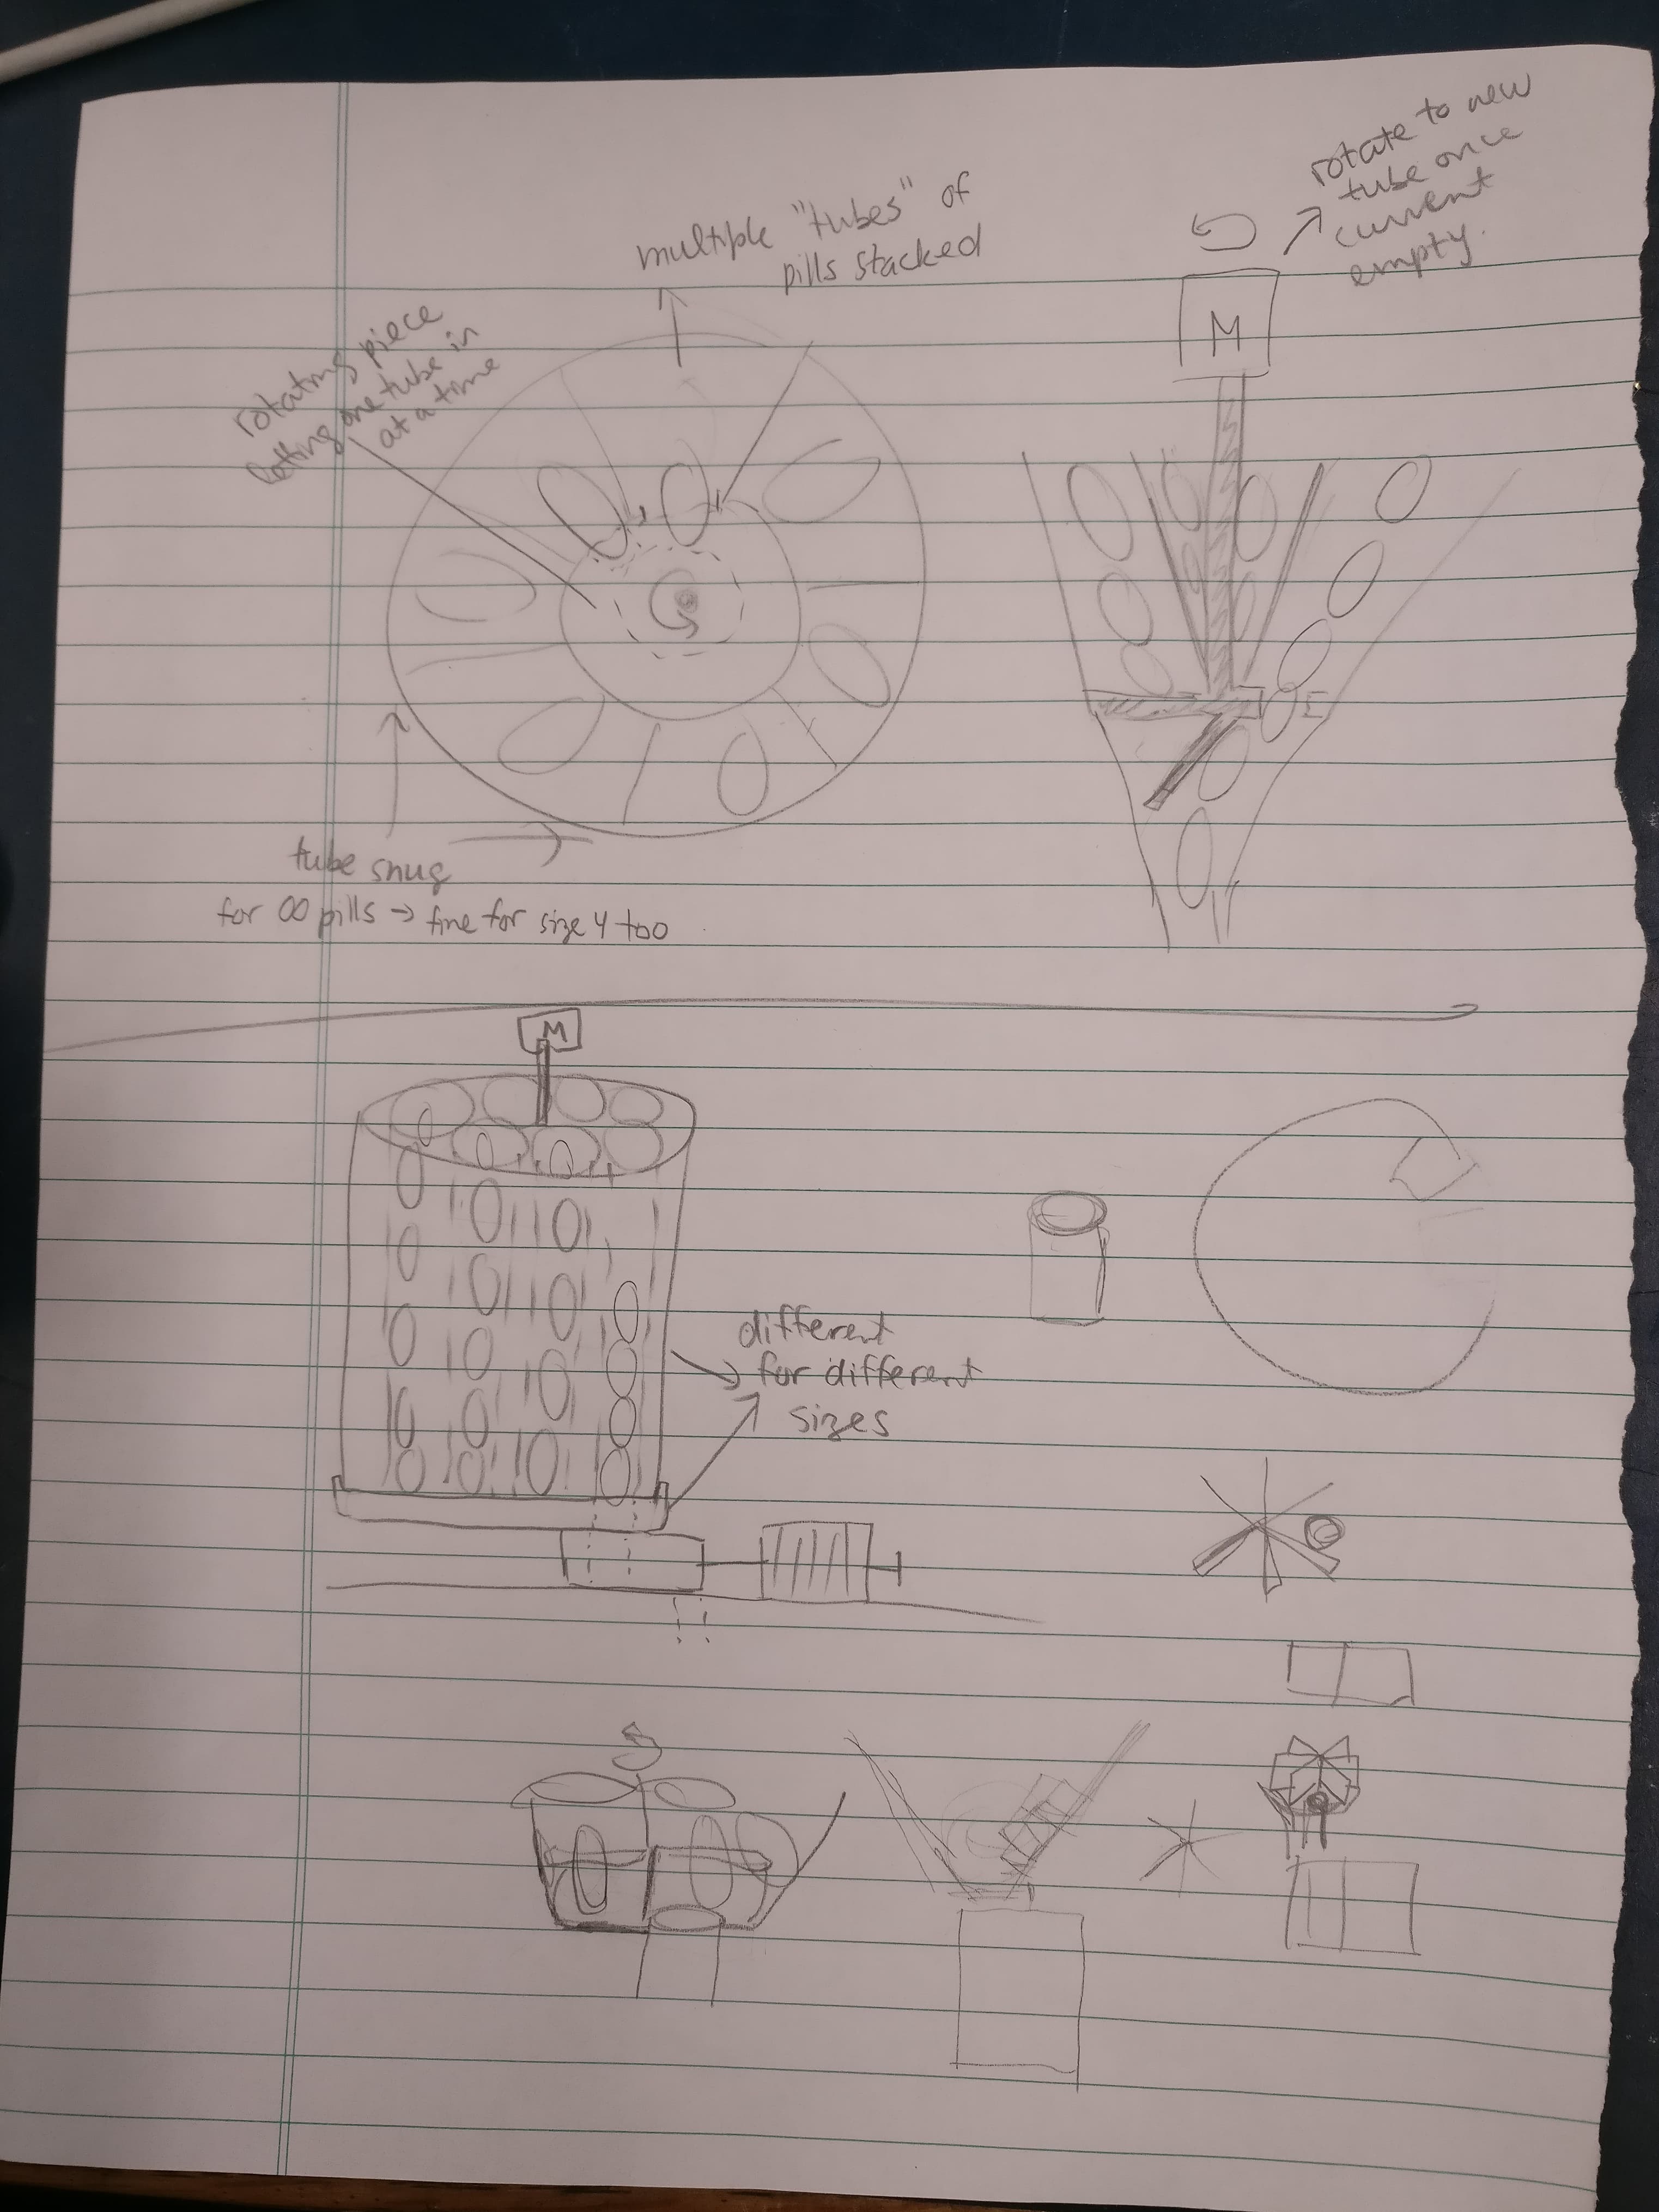 multiple "tubes" of
pills stacked
rotate to new
tube once
current
empty.
M
rotating piece
letting one tube in
at a time
tube snug
for 00 pills → fine for size 4 too
M
different
for different
sizes